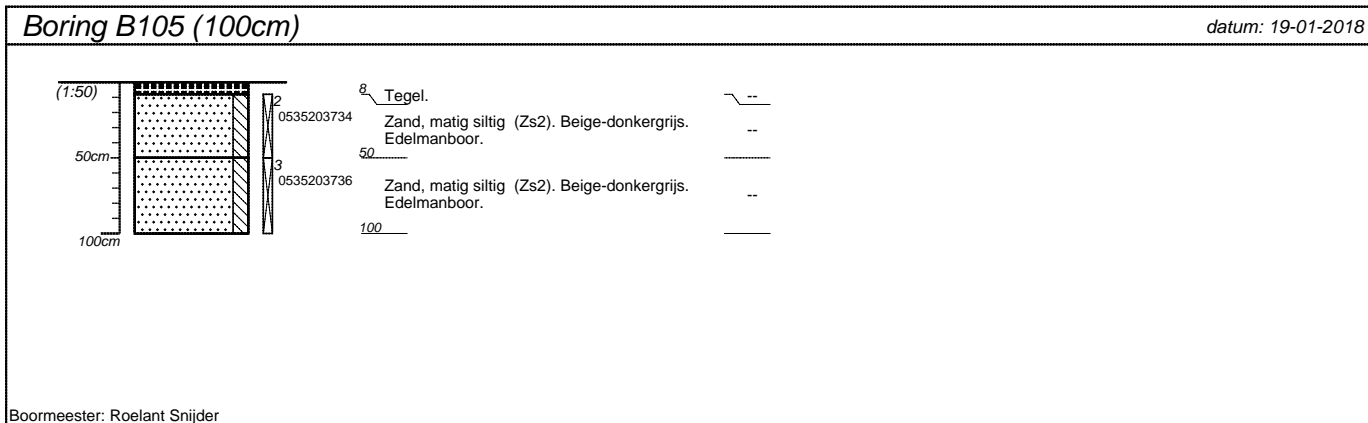 Boring B105 (100cm)
datum: 19-01-2018
(1:50)
2
0535203734
8
Tegel.
--
Zand, matig siltig (Zs2). Beige-donkergrijs.
Edelmanboor.
--
50cm
50
3
0535203736
Zand, matig siltig (Zs2). Beige-donkergrijs.
Edelmanboor.
--
100cm
100
Boormeester: Roelant Snijder